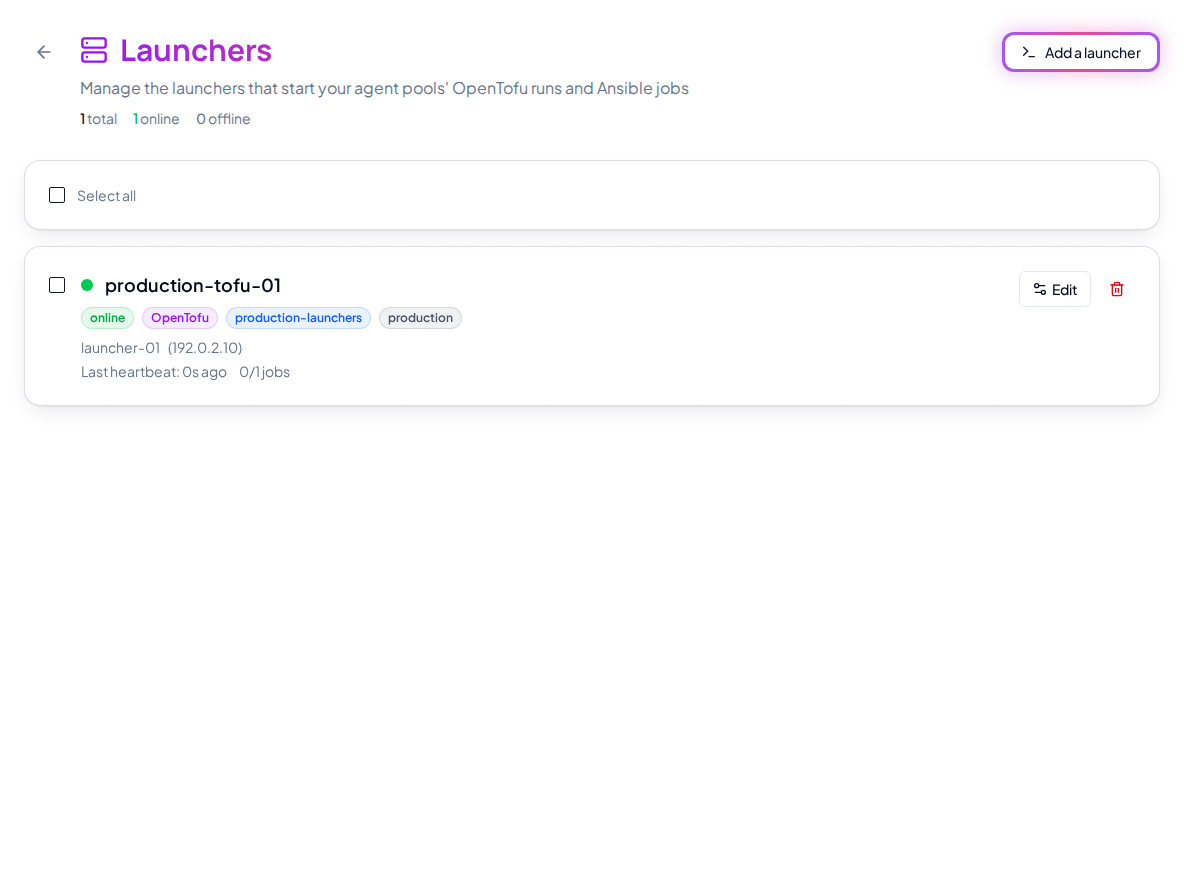 Launchers
Add a launcher
Manage the launchers that start your agent pools' OpenTofu runs and Ansible jobs
1 total 1 online 0 offline
Select all
production-tofu-01
Edit
online OpenTofu production-launchers production
launcher-01 (192.0.2.10)
Last heartbeat: 0s ago 0/1 jobs